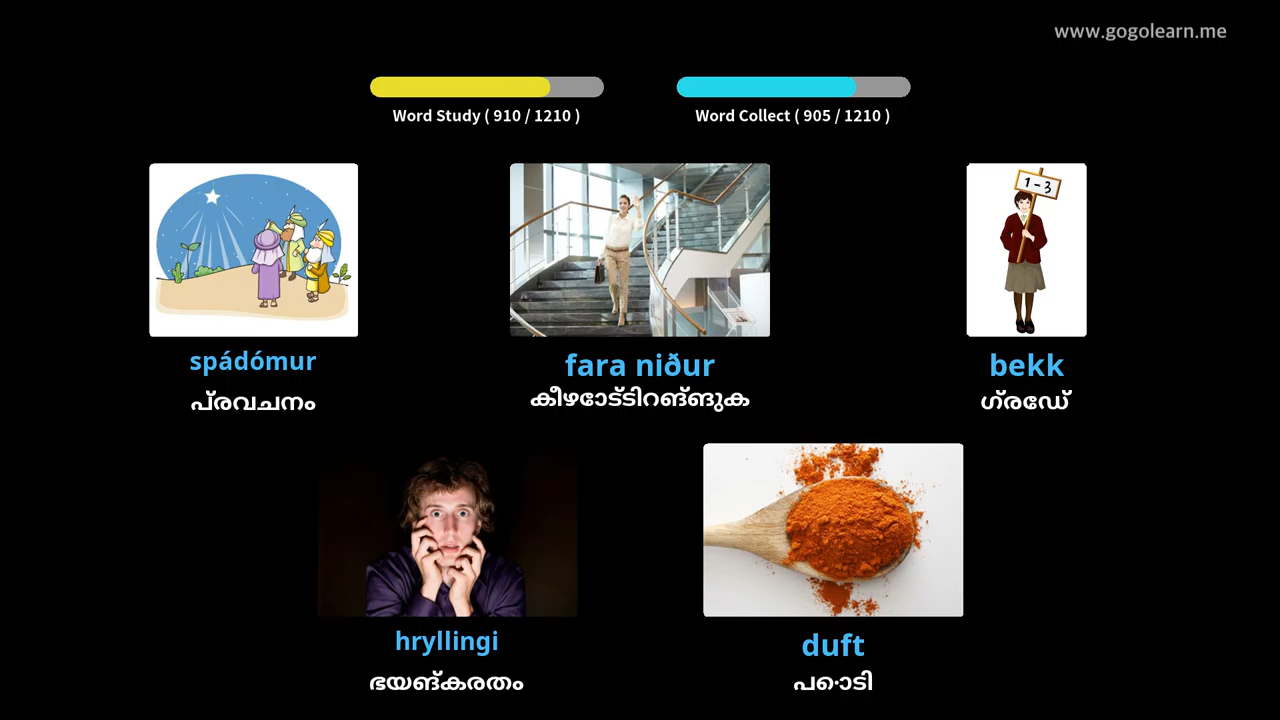 www.gogolearn.me
Word Study ( 910 / 1210 )
Word Collect ( 905 / 1210 )
1-3
spádómur
fara niður
bekk
പ്രവചനം
കീഴോട്ടിറങ്ങുക
ഗ്രേഡ്
hryllingi
duft
ഭയങ്കരതം
പൊടി